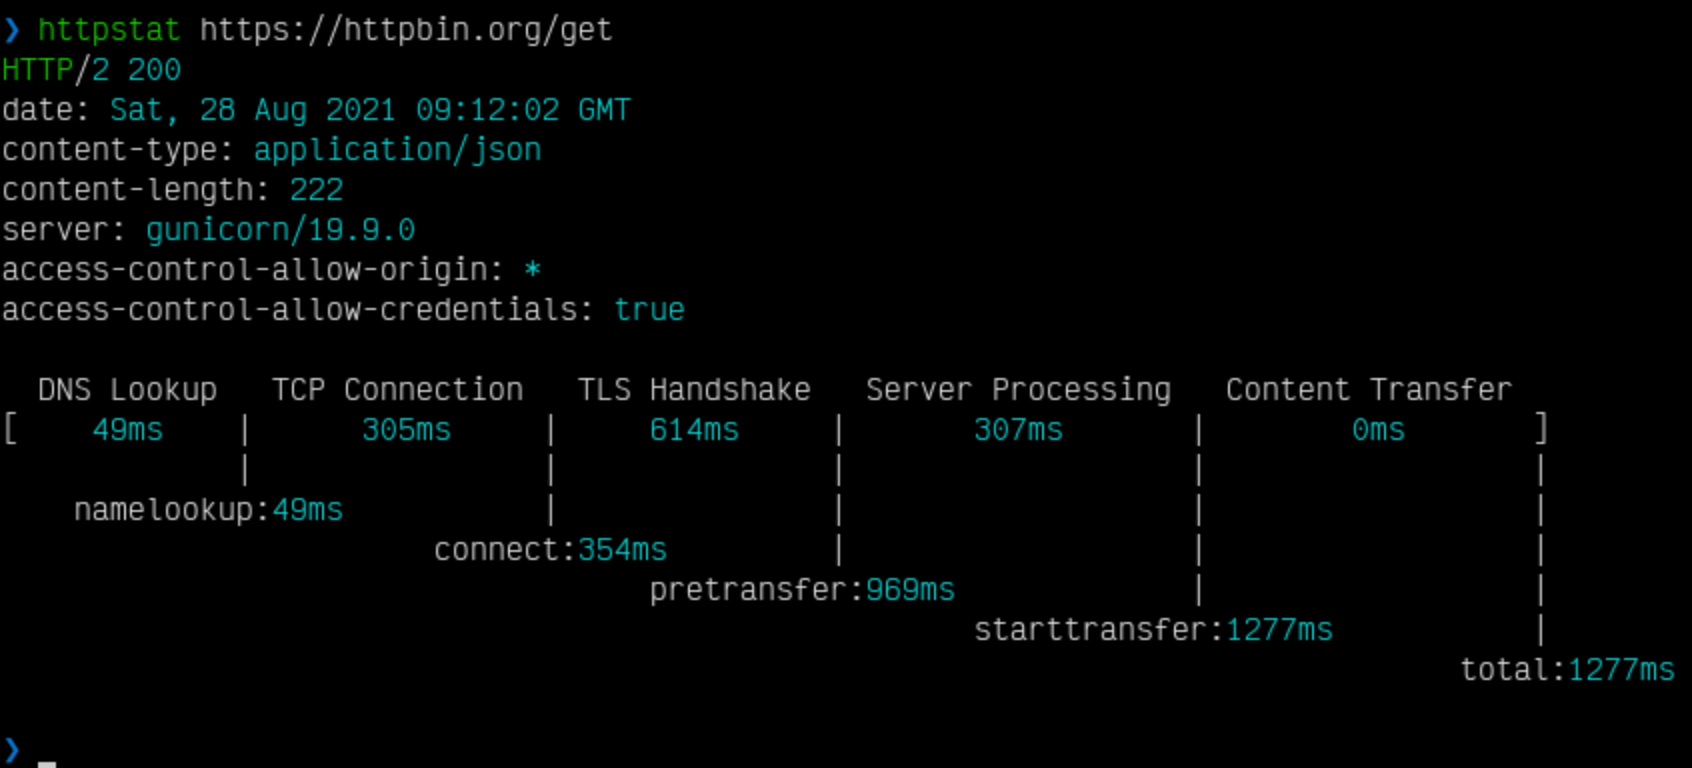 ❯ httpstat https://httpbin.org/get
HTTP/2 200
date: Sat, 28 Aug 2021 09:12:02 GMT
content-type: application/json
content-length: 222
server: gunicorn/19.9.0
access-control-allow-origin: *
access-control-allow-credentials: true

  DNS Lookup   TCP Connection   TLS Handshake   Server Processing   Content Transfer
[    49ms    |      305ms     |     614ms     |       307ms       |        0ms       ]
             |                |               |                   |                  |
    namelookup:49ms           |               |                   |                  |
                        connect:354ms         |                   |                  |
                                    pretransfer:969ms             |                  |
                                                      starttransfer:1277ms           |
                                                                                 total:1277ms

❯